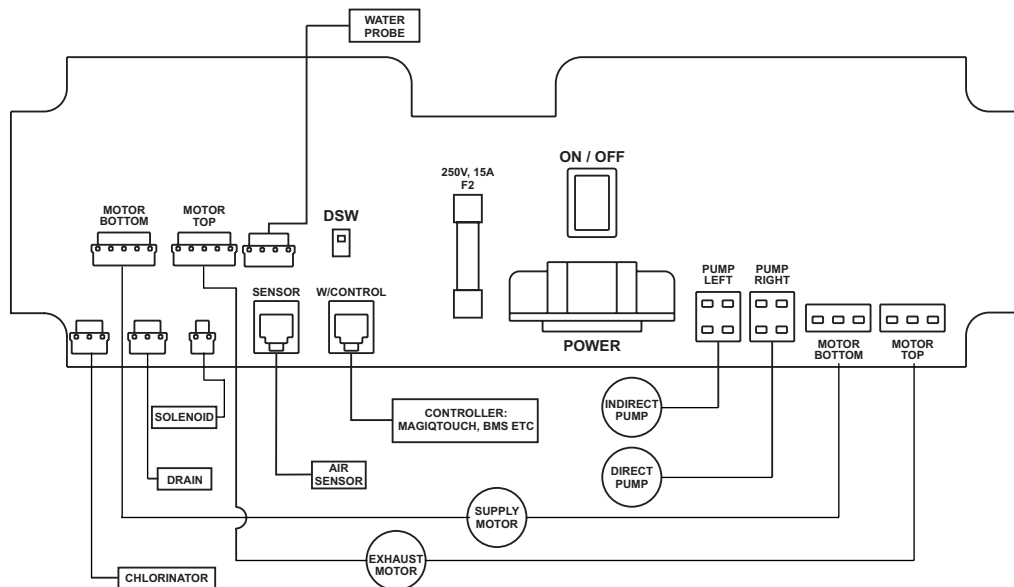 WATER
PROBE
ON / OFF
250V, 15A
F2
MOTOR
BOTTOM
MOTOR
TOP
DSW
PUMP
LEFT
PUMP
RIGHT
SENSOR
W/CONTROL
POWER
MOTOR
BOTTOM
MOTOR
TOP
SOLENOID
CONTROLLER:
MAGIQTOUCH, BMS ETC
INDIRECT
PUMP
DRAIN
AIR
SENSOR
DIRECT
PUMP
SUPPLY
MOTOR
EXHAUST
MOTOR
CHLORINATOR